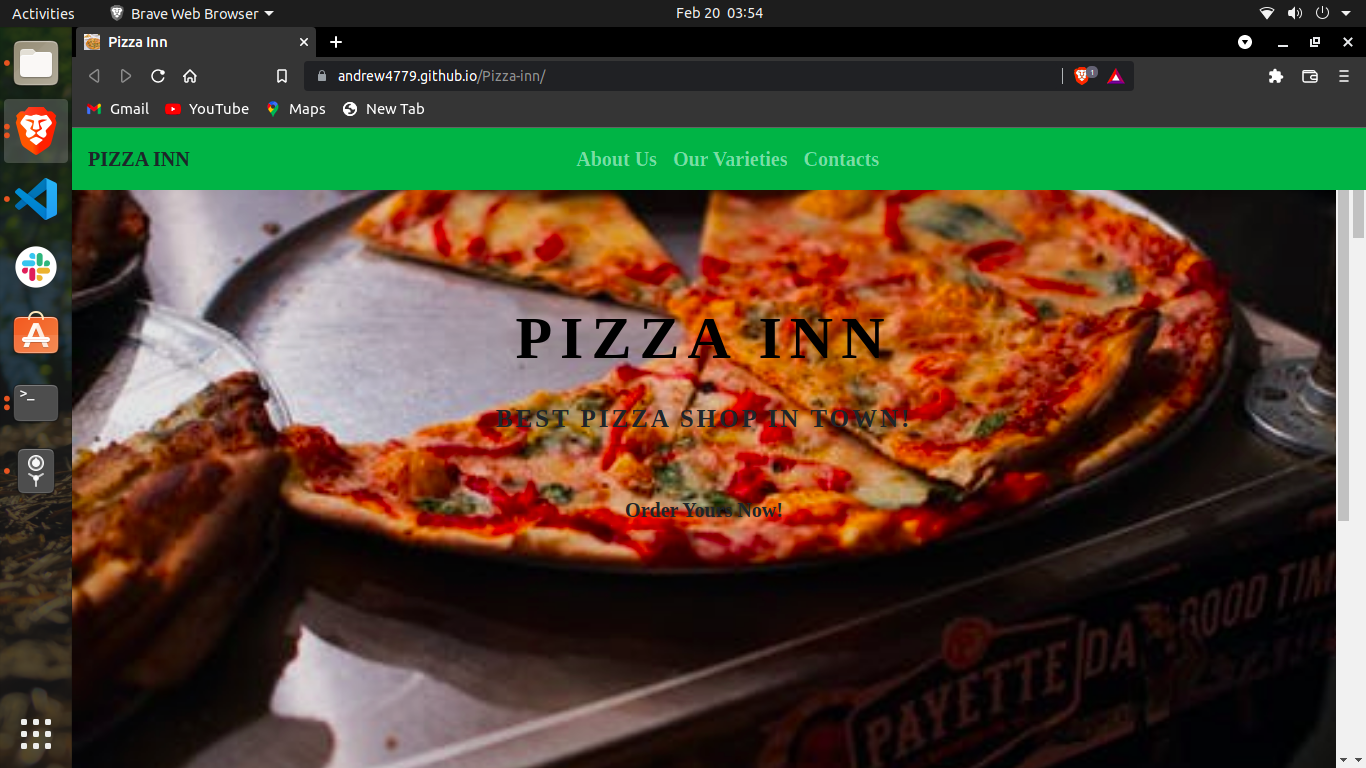 Activities
Brave Web Browser
Feb 20 03:54
Pizza Inn
andrew4779.github.io/Pizza-inn/
1
Gmail
YouTube
Maps
New Tab
PIZZA INN
About Us
Our Varieties
Contacts
PIZZA INN
BEST PIZZA SHOP IN TOWN!
Order Yours Now!
GOOD TIM
PAYETTE DA
>_